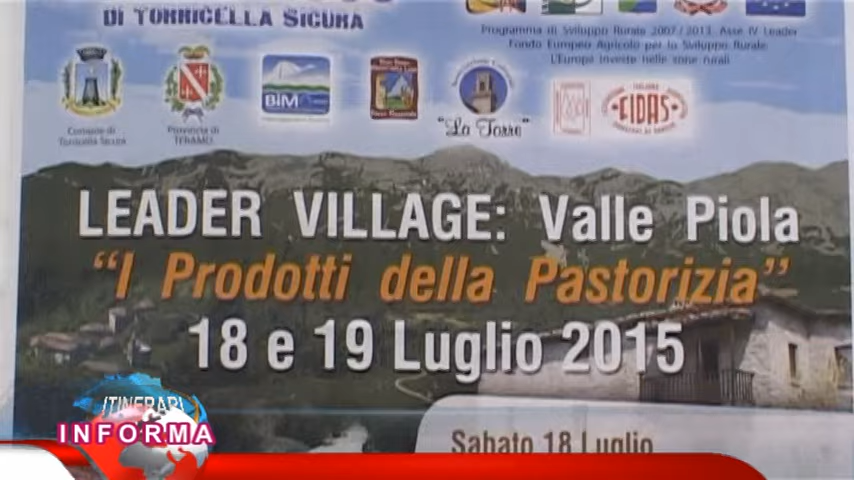 DI TORRICELLA SICURA
Programma di Sviluppo Rurale 2007/2013 Asse IV Leader
Fondo Europeo Agricolo per lo Sviluppo Rurale
L'Europa investe nelle zone rurali
Comune di
TORRICELLA SICURA
Provincia di
TERAMO
BIM
"La Torre"
FIDAS
LEADER VILLAGE: Valle Piola
"I Prodotti della Pastorizia"
18 e 19 Luglio 2015
Sabato 18 Luglio
ITINERARI
INFORMA